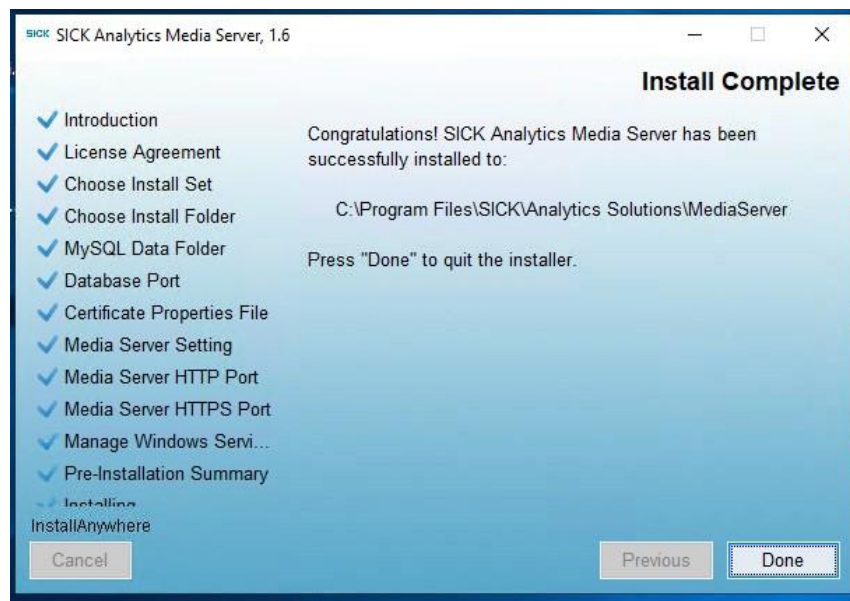 SICK SICK Analytics Media Server, 1.6
Install Complete
Introduction
License Agreement
Choose Install Set
Choose Install Folder
MySQL Data Folder
Database Port
Certificate Properties File
Media Server Setting
Media Server HTTP Port
Media Server HTTPS Port
Manage Windows Servi...
Pre-Installation Summary
Installing
Congratulations! SICK Analytics Media Server has been
successfully installed to:
C:\Program Files\SICK\Analytics Solutions\MediaServer
Press "Done" to quit the installer.
InstallAnywhere
Cancel
Previous
Done